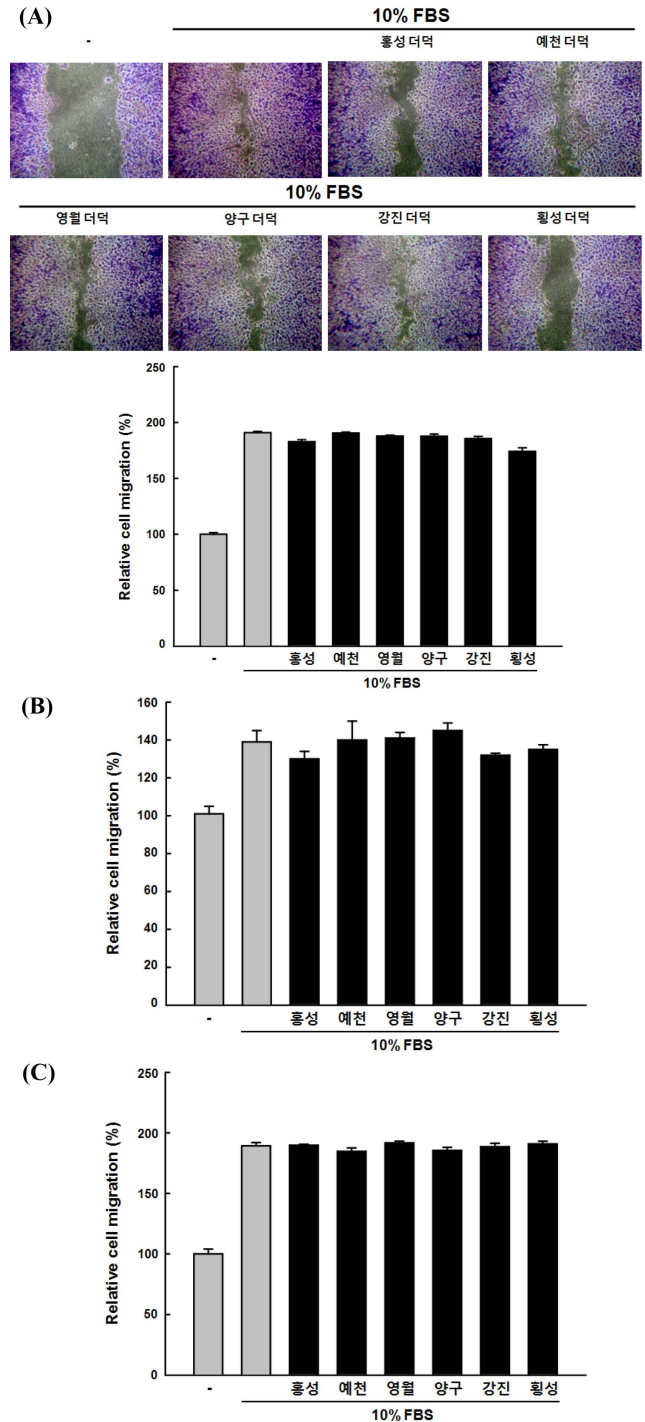 (A)
10% FBS
- 홍성 더덕 예천 더덕
10% FBS
영월 더덕 양구 더덕 강진 더덕 횡성 더덕
Relative cell migration (%)
250
200
150
100
50
0
- 홍성 예천 영월 양구 강진 횡성
10% FBS
(B)
Relative cell migration (%)
160
140
120
100
80
60
40
20
0
- 홍성 예천 영월 양구 강진 횡성
10% FBS
(C)
Relative cell migration (%)
250
200
150
100
50
0
- 홍성 예천 영월 양구 강진 횡성
10% FBS